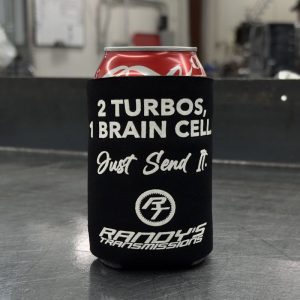 2 TURBOS,
1 BRAIN CELL.
Just Send It.
RT
RANDY'S
TRANSMISSIONS